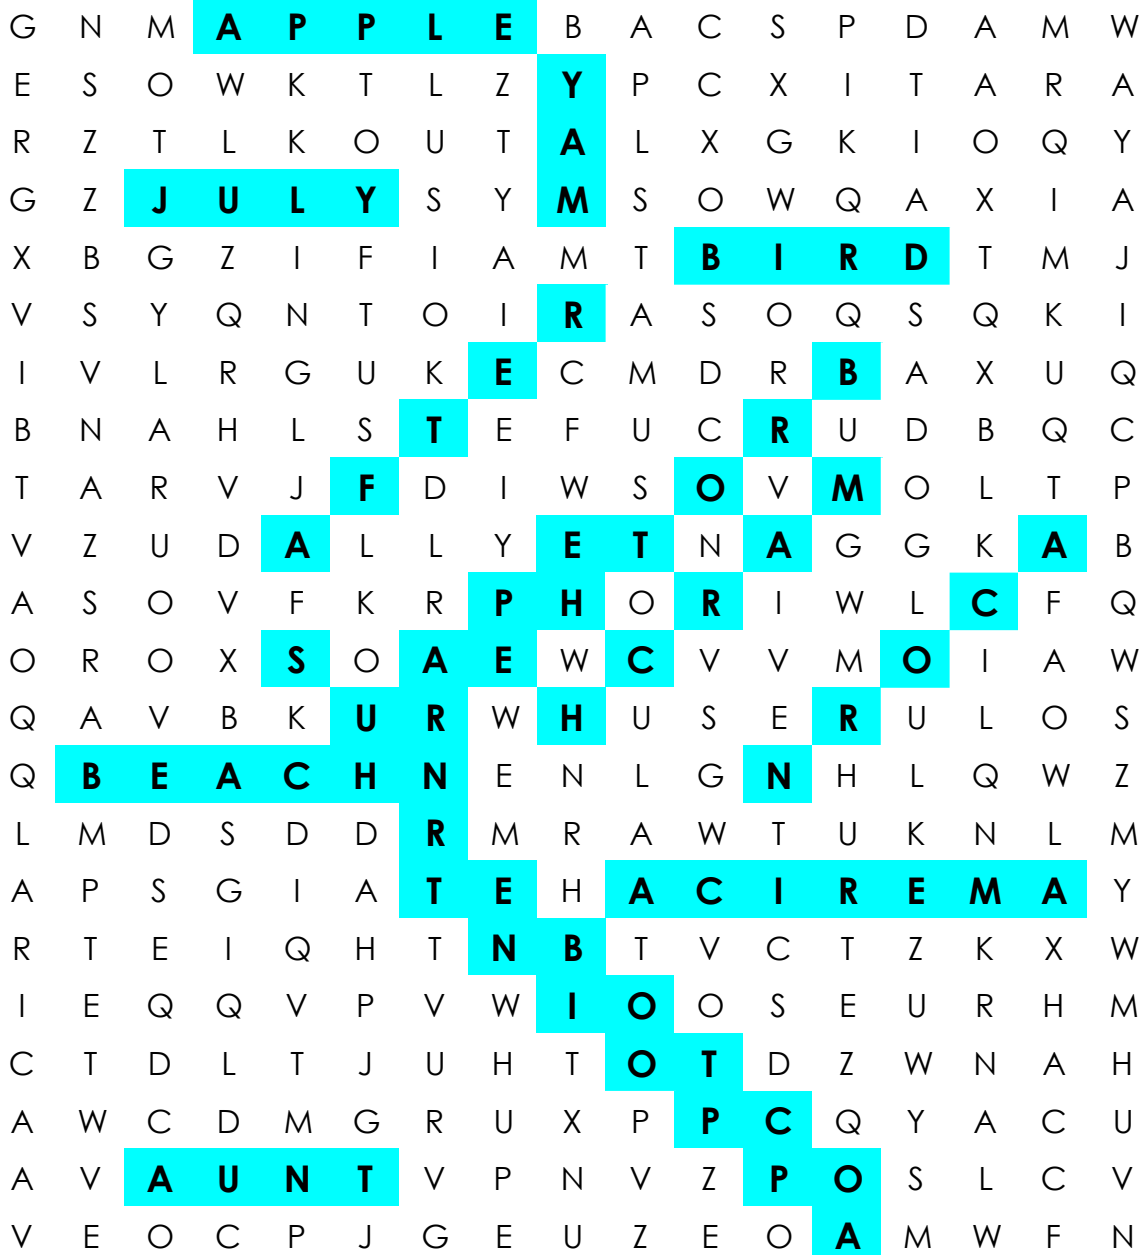 G N M A P P L E B A C S P D A M W
E S O W K T L Z Y P C X I T A R A
R Z T L K O U T A L X G K I O Q Y
G Z J U L Y S Y M S O W Q A X I A
X B G Z I F I A M T B I R D T M J
V S Y Q N T O I R A S O Q S Q K I
I V L R G U K E C M D R B A X U Q
B N A H L S T E F U C R U D B Q C
T A R V J F D I W S O V M O L T P
V Z U D A L L Y E T N A G G K A B
A S O V F K R P H O R I W L C F Q
O R O X S O A E W C V V M O I A W
Q A V B K U R W H U S E R U L O S
Q B E A C H N E N L G N H L Q W Z
L M D S D D R M R A W T U K N L M
A P S G I A T E H A C I R E M A Y
R T E I Q H T N B T V C T Z K X W
I E Q Q V P V W I O O S E U R H M
C T D L T J U H T O T D Z W N A H
A W C D M G R U X P P C Q Y A C U
A V A U N T V P N V Z P O S L C V
V E O C P J G E U Z E O A M W F N